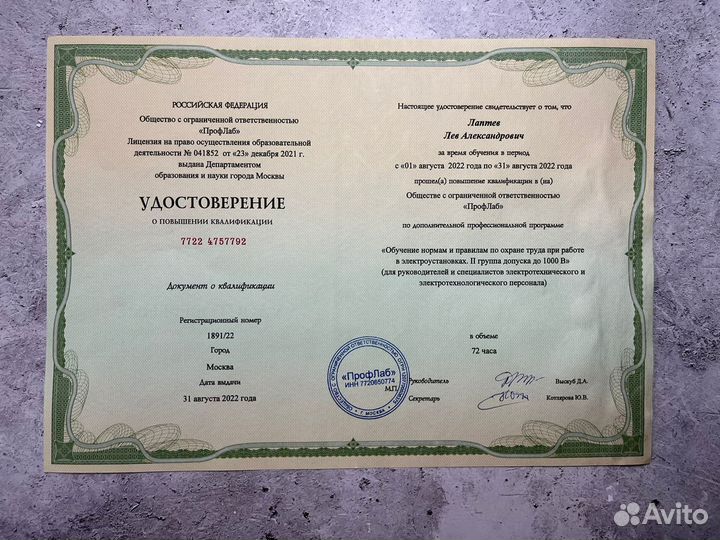 РОССИЙСКАЯ ФЕДЕРАЦИЯ
Общество с ограниченной ответственностью
«ПрофЛаб»
Лицензия на право осуществления образовательной
деятельности № 041852 от «23» декабря 2021 г.
выдана Департаментом
образования и науки города Москвы
УДОСТОВЕРЕНИЕ
О ПОВЫШЕНИИ КВАЛИФИКАЦИИ
7722 4757792
Документ о квалификации
Регистрационный номер
1891/22
Город
Москва
Дата выдачи
31 августа 2022 года
Настоящее удостоверение свидетельствует о том, что
Лаптев
Лев Александрович
за время обучения в период
с «01» августа 2022 года по «31» августа 2022 года
прошел(а) повышение квалификации в (на)
Обществе с ограниченной ответственностью
«ПрофЛаб»
по дополнительной профессиональной программе
«Обучение нормам и правилам по охране труда при работе
в электроустановках. II группа допуска до 1000 В»
(для руководителей и специалистов электротехнического и
электротехнологического персонала)
в объеме
72 часа
«ПрофЛаб»
ИНН 7720850774
г. МОСКВА
М.П.
Руководитель
Выскуб Д.А.
Секретарь
Котлярова Ю.В.
Avito